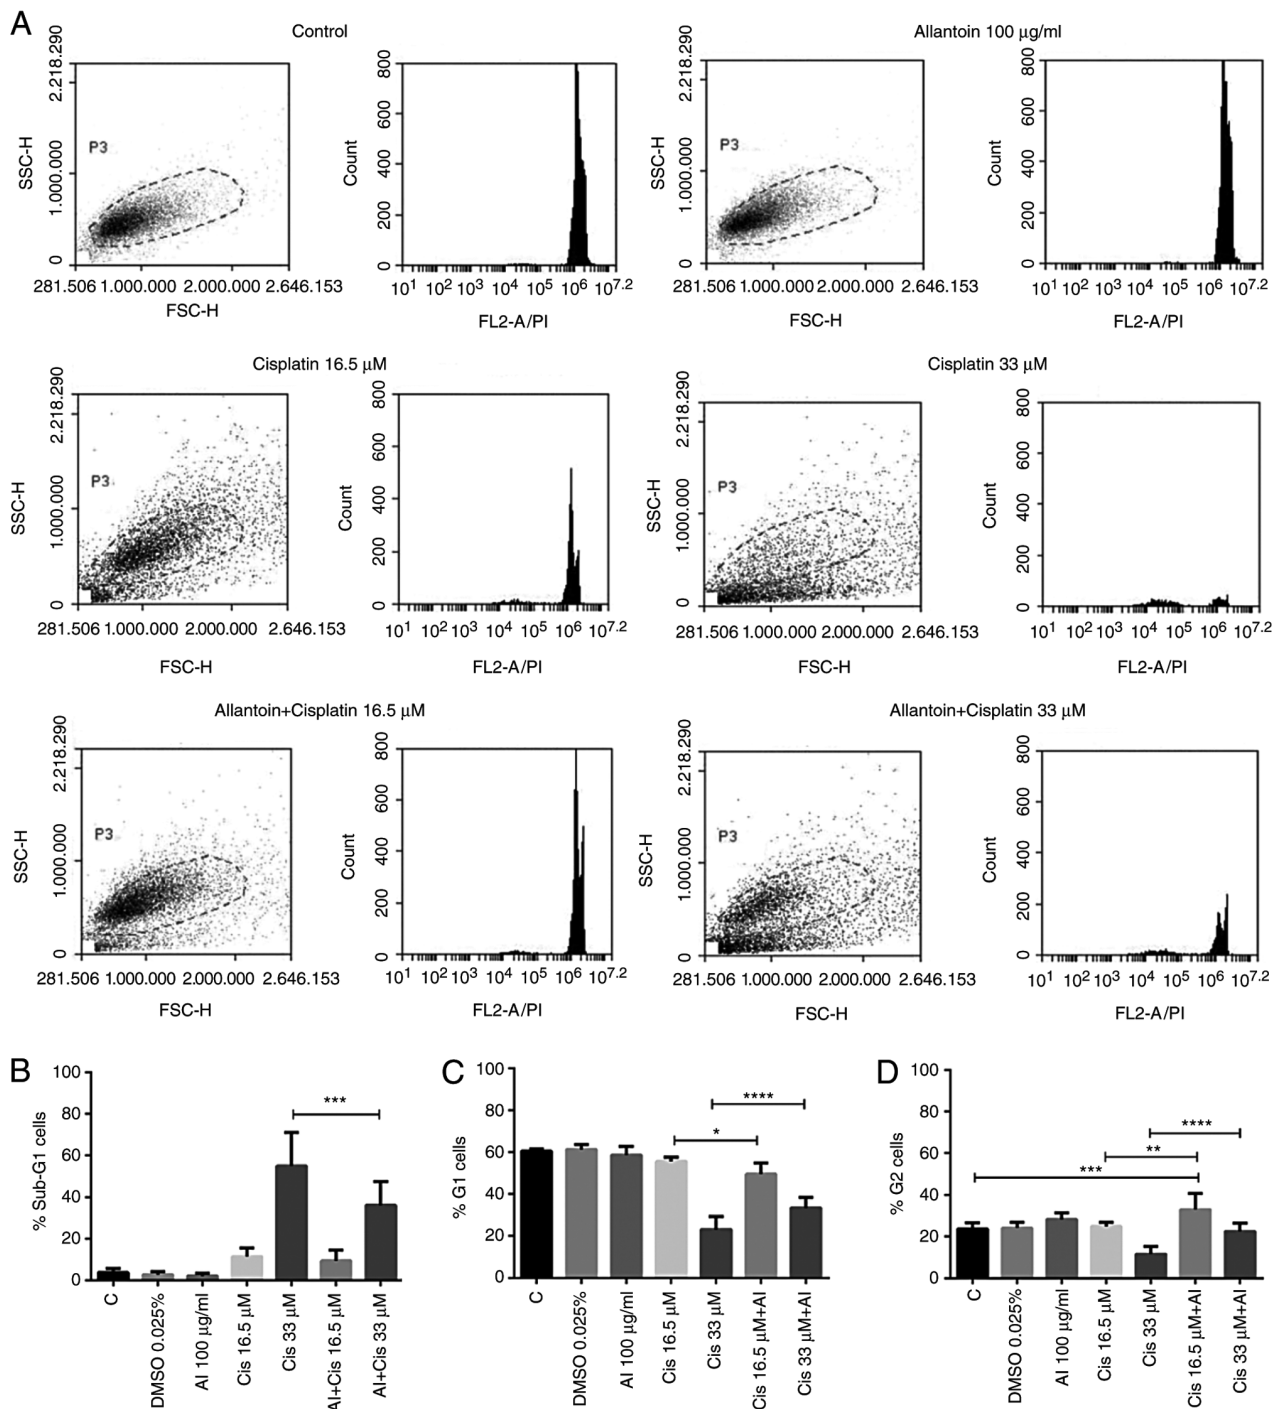 A
Control
2.218.290
1.000.000
0
SSC-H
P3
281.506 1.000.000 2.000.000 2.646.153
FSC-H
800
600
400
200
0
Count
10¹ 10² 10³ 10⁴ 10⁵ 10⁶ 10⁷·²
FL2-A/PI
Allantoin 100 µg/ml
2.218.290
1.000.000
0
SSC-H
P3
281.506 1.000.000 2.000.000 2.646.153
FSC-H
800
600
400
200
0
Count
10¹ 10² 10³ 10⁴ 10⁵ 10⁶ 10⁷·²
FL2-A/PI
Cisplatin 16.5 µM
2.218.290
1.000.000
0
SSC-H
P3
281.506 1.000.000 2.000.000 2.646.153
FSC-H
800
600
400
200
0
Count
10¹ 10² 10³ 10⁴ 10⁵ 10⁶ 10⁷·²
FL2-A/PI
Cisplatin 33 µM
2.218.290
1.000.000
0
SSC-H
P3
281.506 1.000.000 2.000.000 2.646.153
FSC-H
800
600
400
200
0
Count
10¹ 10² 10³ 10⁴ 10⁵ 10⁶ 10⁷·²
FL2-A/PI
Allantoin+Cisplatin 16.5 µM
2.218.290
1.000.000
0
SSC-H
P3
281.506 1.000.000 2.000.000 2.646.153
FSC-H
800
600
400
200
0
Count
10¹ 10² 10³ 10⁴ 10⁵ 10⁶ 10⁷·²
FL2-A/PI
Allantoin+Cisplatin 33 µM
2.218.290
1.000.000
0
SSC-H
P3
281.506 1.000.000 2.000.000 2.646.153
FSC-H
800
600
400
200
0
Count
10¹ 10² 10³ 10⁴ 10⁵ 10⁶ 10⁷·²
FL2-A/PI
B
% Sub-G1 cells
100
80
60
40
20
0
***
C
DMSO 0.025%
Al 100 µg/ml
Cis 16.5 µM
Cis 33 µM
Al+Cis 16.5 µM
Al+Cis 33 µM
C
% G1 cells
100
80
60
40
20
0
****
*
C
DMSO 0.025%
Al 100 µg/ml
Cis 16.5 µM
Cis 33 µM
Cis 16.5 µM+Al
Cis 33 µM+Al
D
% G2 cells
100
80
60
40
20
0
****
**
***
C
DMSO 0.025%
Al 100 µg/ml
Cis 16.5 µM
Cis 33 µM
Cis 16.5 µM+Al
Cis 33 µM+Al